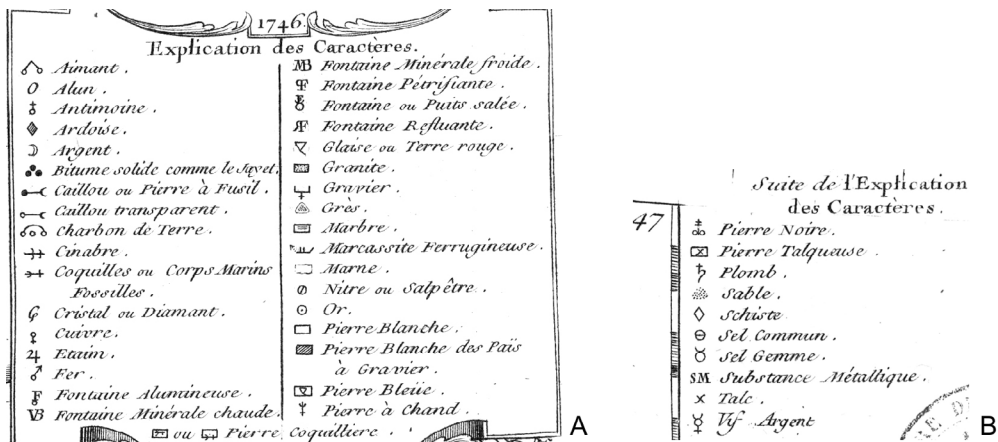 1746.
Explication des Caractères.
Aimant.
Alun.
Antimoine.
Ardoise.
Argent.
Bitume solide comme le Jayet.
Caillou ou Pierre à Fusil.
Caillou transparent.
Charbon de Terre.
Cinabre.
Coquilles ou Corps Marins
Fossilles.
Cristal ou Diamant.
Cuivre.
Etaim.
Fer.
Fontaine Alumineuse.
Fontaine Minérale chaude.
MB Fontaine Minérale froide.
Fontaine Pétrifiante.
Fontaine ou Puits salée.
Fontaine Refluante.
Glaise ou Terre rouge.
Granite.
Gravier.
Grès.
Marbre.
Marcassite Ferrugineuse.
Marne.
Nitre ou Salpêtre.
Or.
Pierre Blanche.
Pierre Blanche des Païs
à Gravier.
Pierre Bleüe.
Pierre à Chaud.
ou Pierre Coquilliere.
A
Suite de l'Explication
des Caractères.
47
Pierre Noire.
Pierre Talqueuse.
Plomb.
Sable.
Schiste
Sel Commun.
Sel Gemme.
SM Substance Métallique.
Talc.
Vif Argent
B